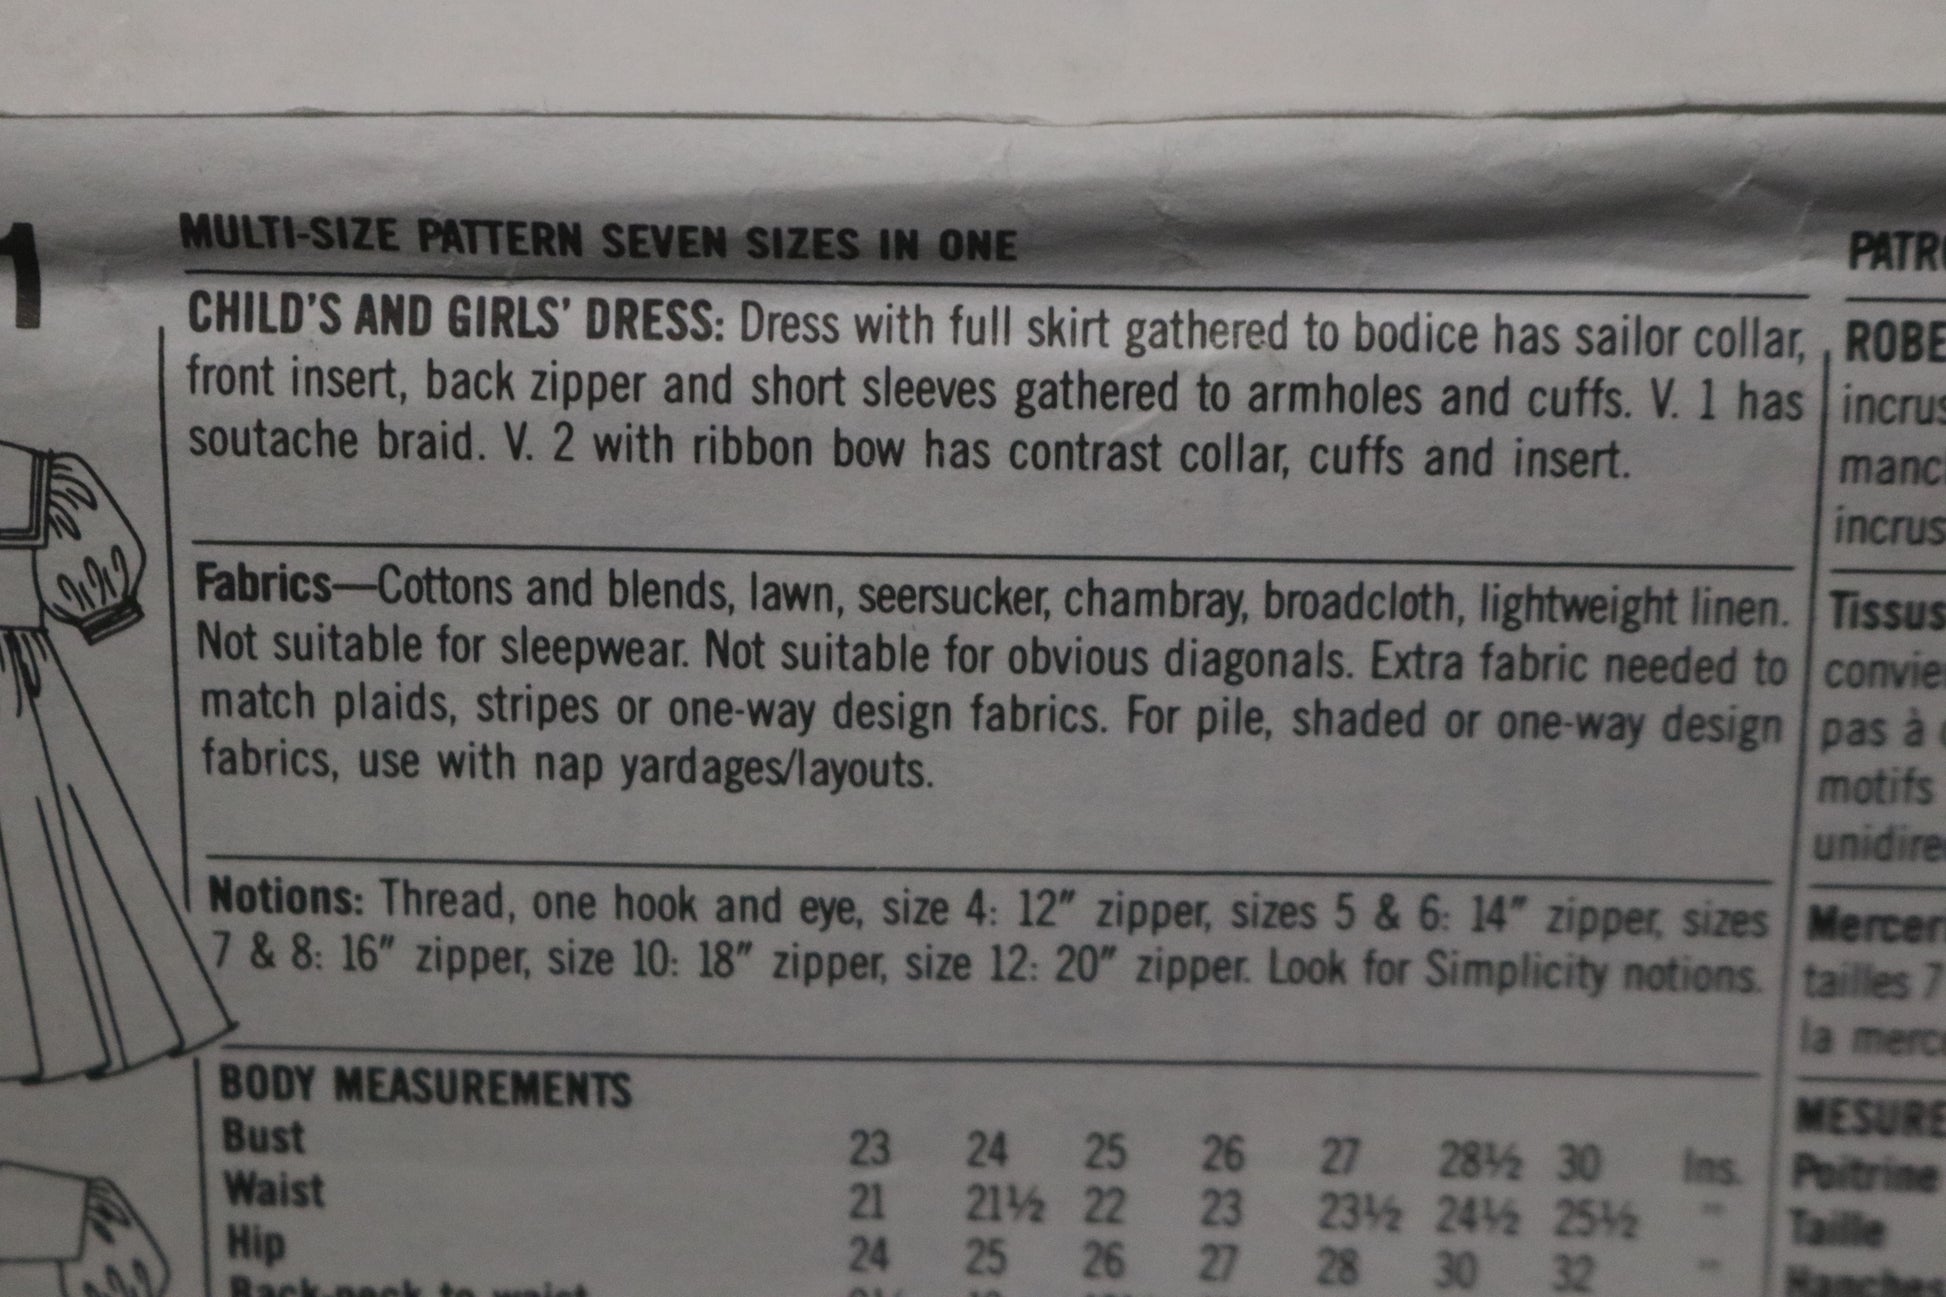 1
MULTI-SIZE PATTERN SEVEN SIZES IN ONE
CHILD'S AND GIRLS' DRESS: Dress with full skirt gathered to bodice has sailor collar,
front insert, back zipper and short sleeves gathered to armholes and cuffs. V. 1 has
soutache braid. V. 2 with ribbon bow has contrast collar, cuffs and insert.
Fabrics—Cottons and blends, lawn, seersucker, chambray, broadcloth, lightweight linen.
Not suitable for sleepwear. Not suitable for obvious diagonals. Extra fabric needed to
match plaids, stripes or one-way design fabrics. For pile, shaded or one-way design
fabrics, use with nap yardages/layouts.
Notions: Thread, one hook and eye, size 4: 12″ zipper, sizes 5 & 6: 14″ zipper, sizes
7 & 8: 16″ zipper, size 10: 18″ zipper, size 12: 20″ zipper. Look for Simplicity notions.
BODY MEASUREMENTS
Bust 23 24 25 26 27 28½ 30 Ins.
Waist 21 21½ 22 23 23½ 24½ 25½ "
Hip 24 25 26 27 28 30 32 "
Back-neck to waist
PATR
ROBE
incrus
manc
incrus
Tissus
convie
pas à
motifs
unidire
Mercer
tailles 7
la merc
MESURE
Poitrine
Taille
Hanches